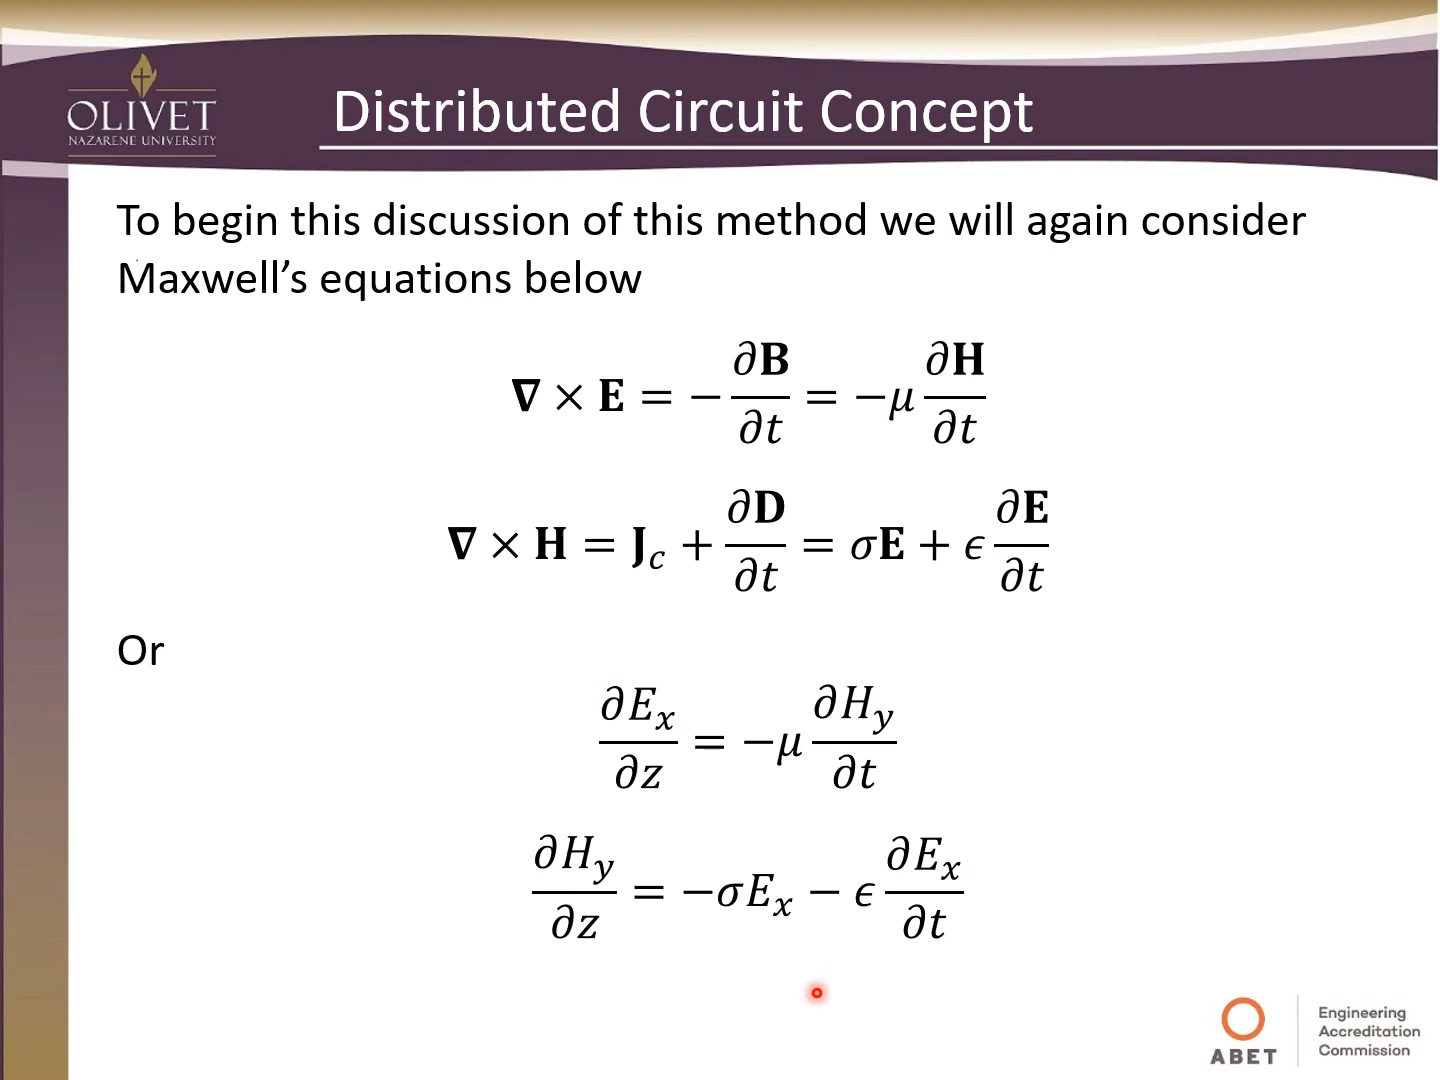 OLIVET
NAZARENE UNIVERSITY
Distributed Circuit Concept
To begin this discussion of this method we will again consider
Maxwell’s equations below
𝛁 × 𝐄 = −∂𝐁/∂t = −μ ∂𝐇/∂t
𝛁 × 𝐇 = 𝐉_c + ∂𝐃/∂t = σ𝐄 + ϵ ∂𝐄/∂t
Or
∂E_x/∂z = −μ ∂H_y/∂t
∂H_y/∂z = −σE_x − ϵ ∂E_x/∂t
ABET
Engineering
Accreditation
Commission